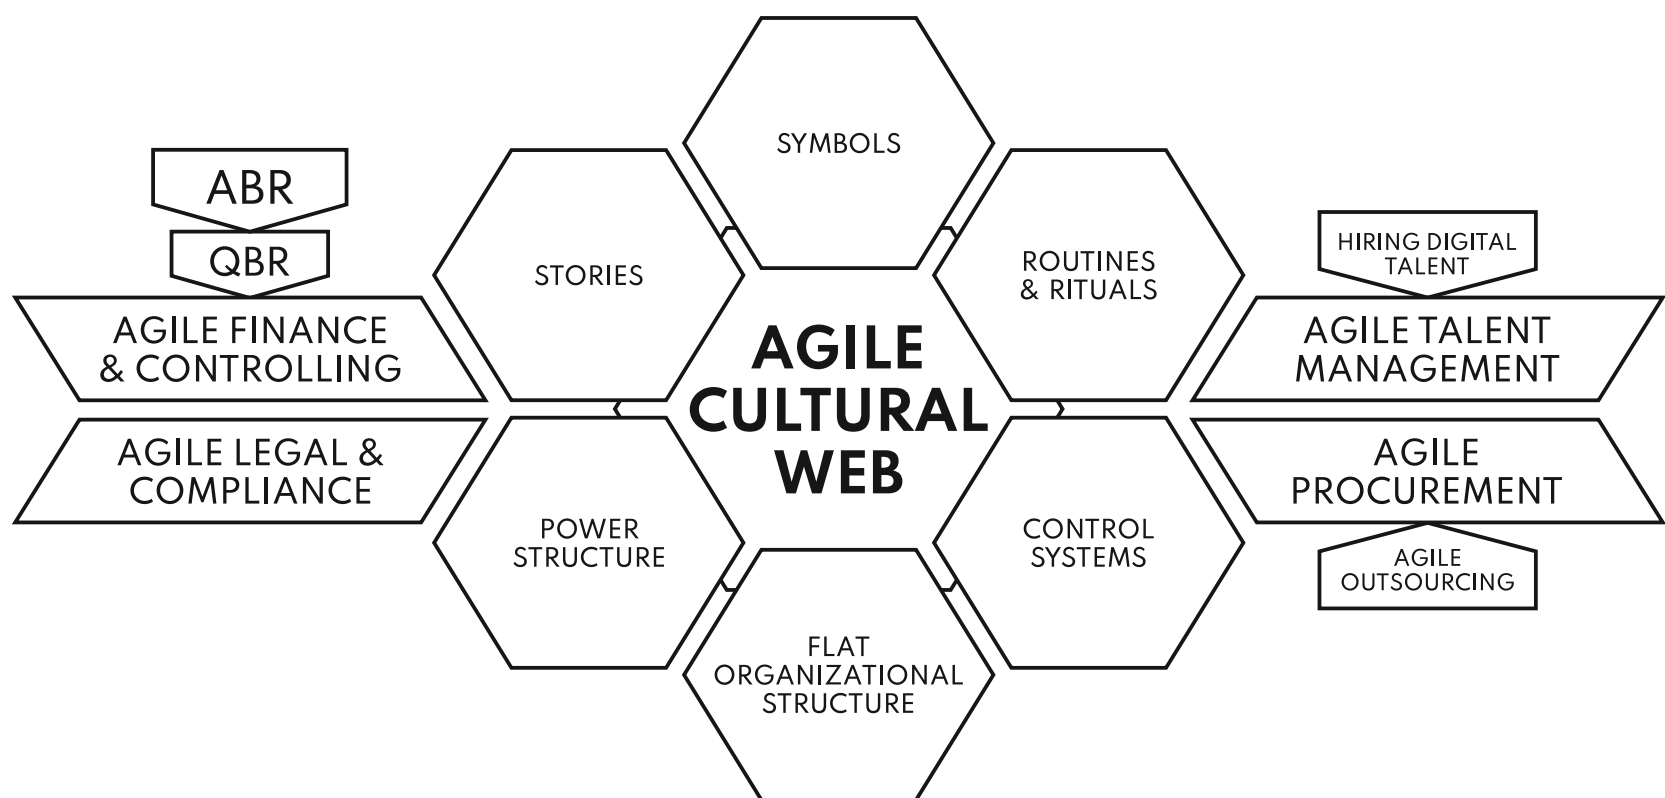 SYMBOLS
STORIES
ROUTINES
& RITUALS
ABR
QBR
AGILE FINANCE
& CONTROLLING
AGILE LEGAL &
COMPLIANCE
AGILE
CULTURAL
WEB
HIRING DIGITAL
TALENT
AGILE TALENT
MANAGEMENT
AGILE
PROCUREMENT
AGILE
OUTSOURCING
POWER
STRUCTURE
CONTROL
SYSTEMS
FLAT
ORGANIZATIONAL
STRUCTURE